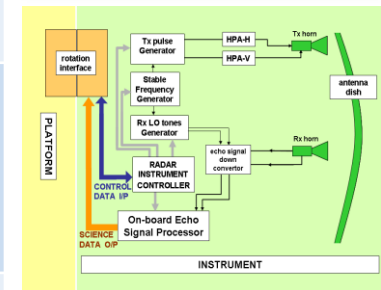 Tx pulse
Generator
HPA-H
HPA-V
Tx horn
rotation
interface
Stable
Frequency
Generator
antenna
dish
Rx LO tones
Generator
Rx horn
PLATFORM
echo signal
down
convertor
RADAR
INSTRUMENT
CONTROLLER
CONTROL
DATA I/P
On-board Echo
Signal Processor
SCIENCE
DATA O/P
INSTRUMENT